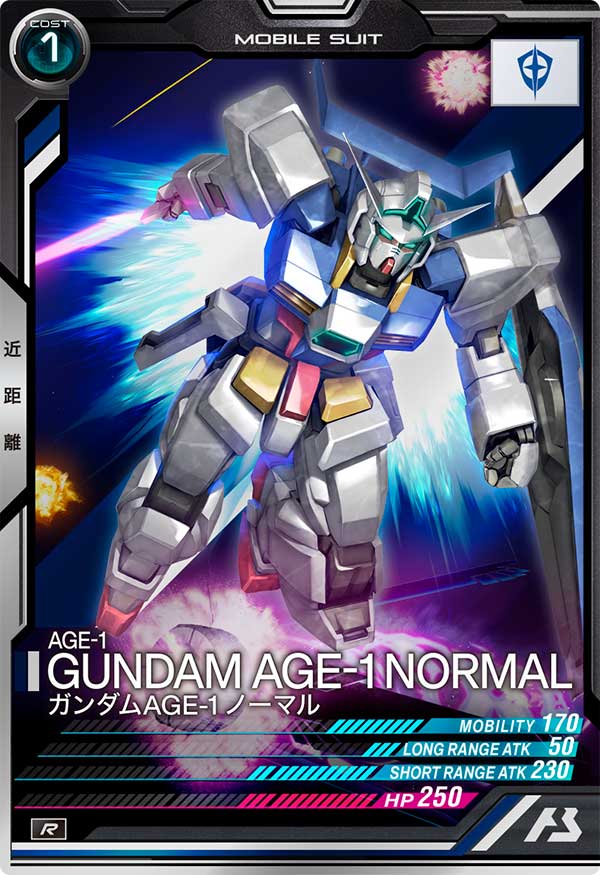 COST
1
MOBILE SUIT
近距離
AGE-1
GUNDAM AGE-1 NORMAL
ガンダムAGE-1 ノーマル
MOBILITY 170
LONG RANGE ATK 50
SHORT RANGE ATK 230
HP 250
R